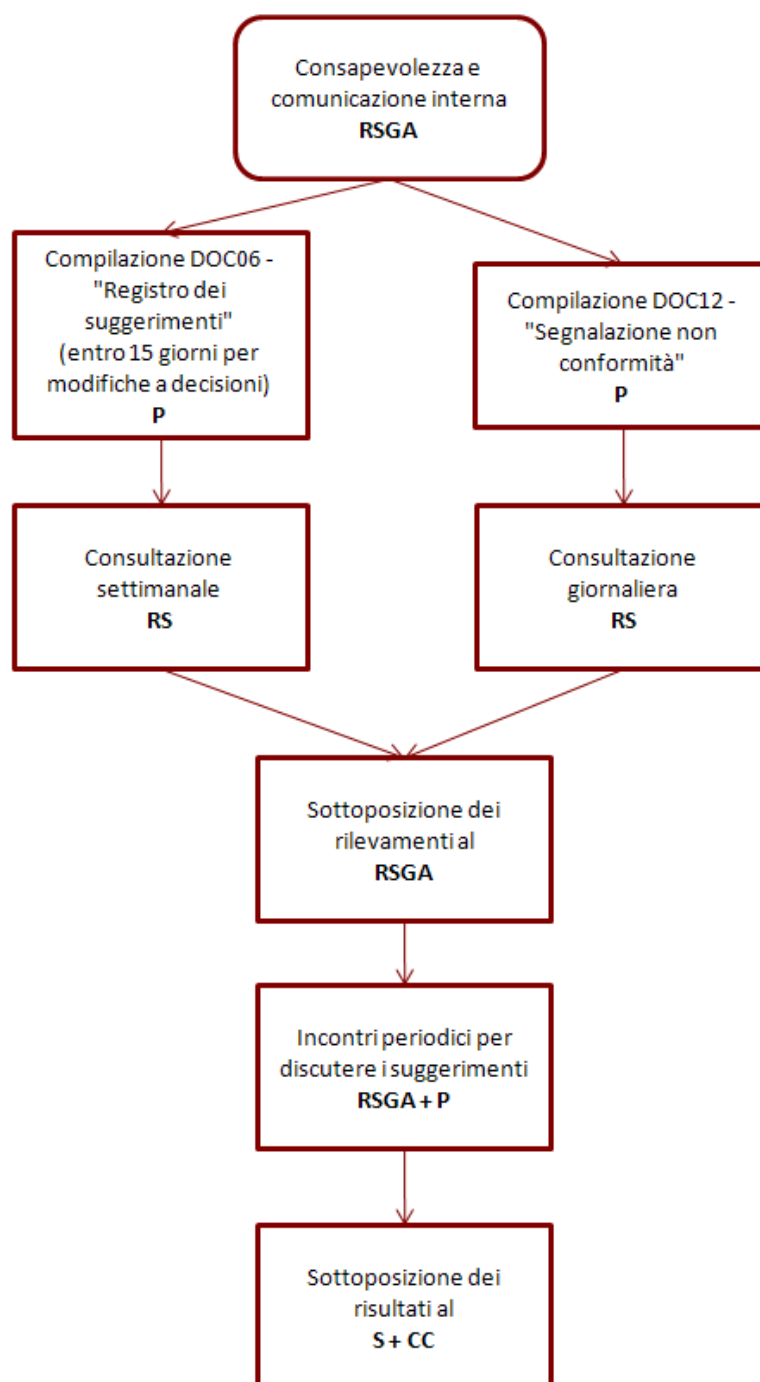 Consapevolezza e
comunicazione interna
RSGA
Compilazione DOC06 -
"Registro dei
suggerimenti"
(entro 15 giorni per
modifiche a decisioni)
P
Compilazione DOC12 -
"Segnalazione non
conformità"
P
Consultazione
settimanale
RS
Consultazione
giornaliera
RS
Sottoposizione dei
rilevamenti al
RSGA
Incontri periodici per
discutere i suggerimenti
RSGA + P
Sottoposizione dei
risultati al
S + CC